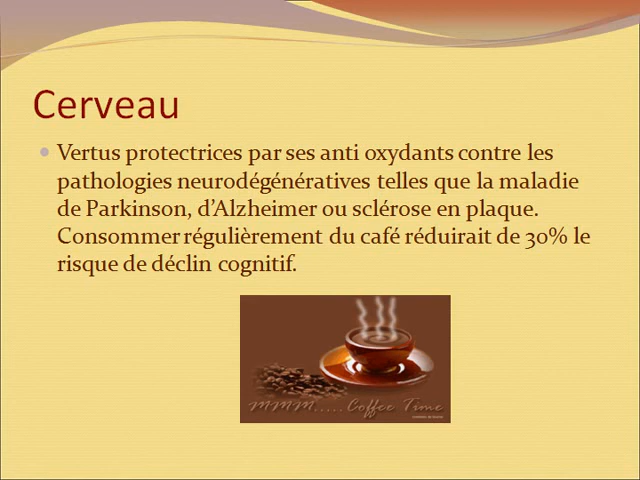 Cerveau
Vertus protectrices par ses anti oxydants contre les
pathologies neurodégénératives telles que la maladie
de Parkinson, d’Alzheimer ou sclérose en plaque.
Consommer régulièrement du café réduirait de 30% le
risque de déclin cognitif.
MMMM.....Coffee Time